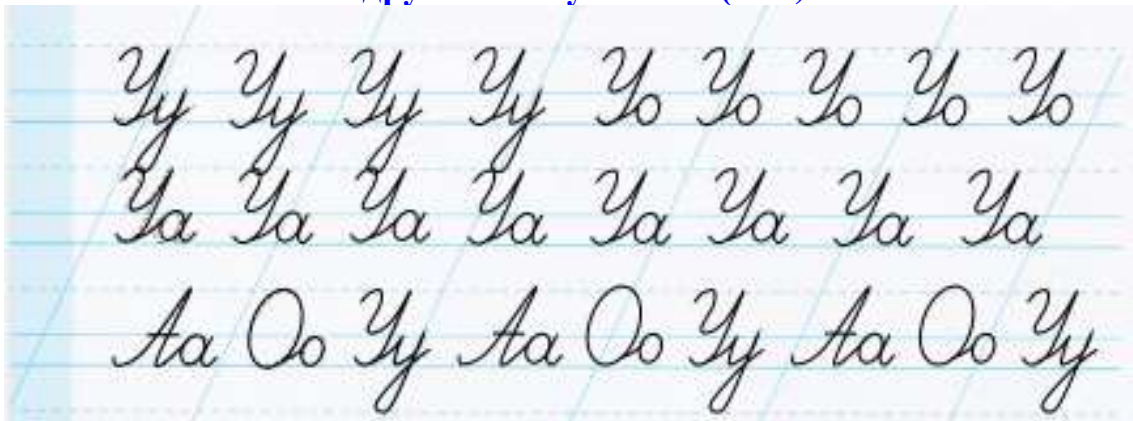 Уу Уу Уу Уу Уо Уо Уо Уо Уо
Уа Уа Уа Уа Уа Уа Уа Уа
Аа Оо Уу Аа Оо Уу Аа Оо Уу